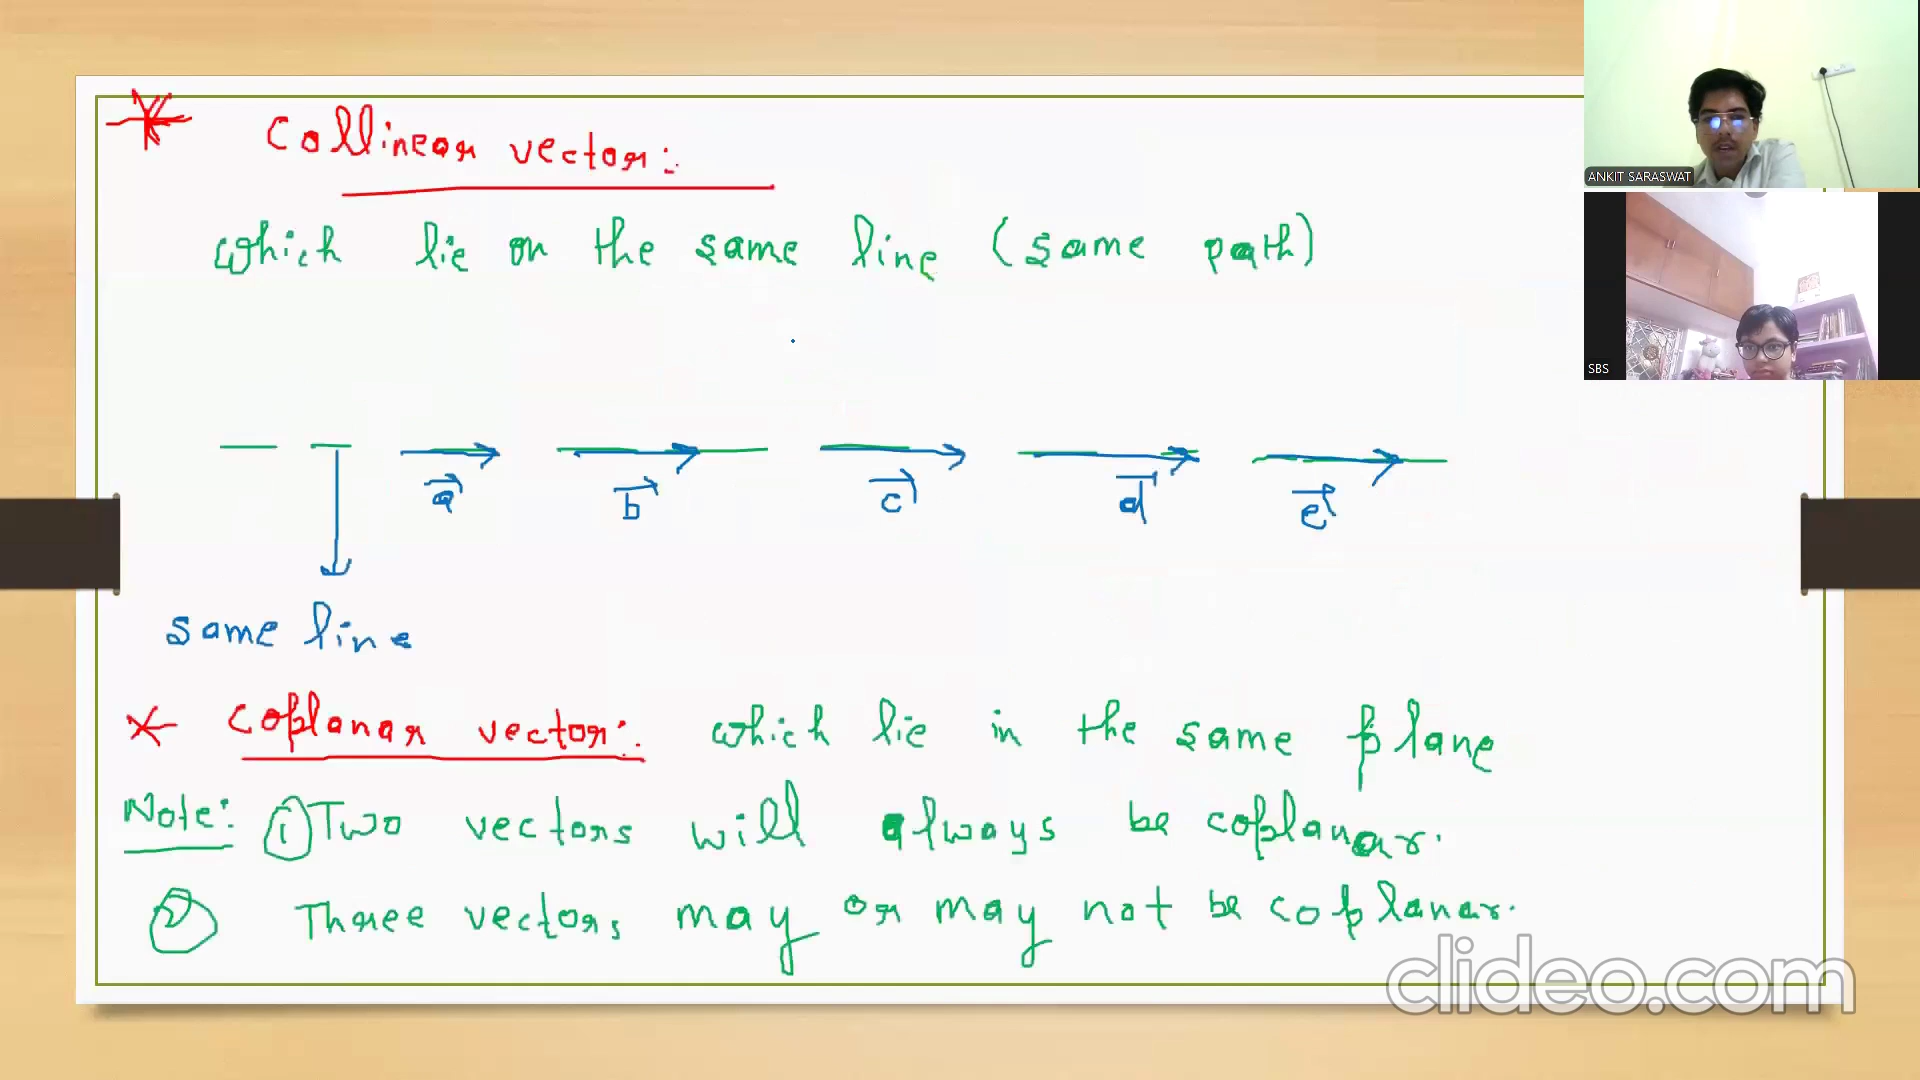 Collinear vector:
which lie on the same line (same path)
a b c d e
same line
Coplanar vector: which lie in the same plane
Note: ① Two vectors will always be coplanar.
② Three vectors may or may not be coplanar.
ANKIT SARASWAT
SBS
clideo.com